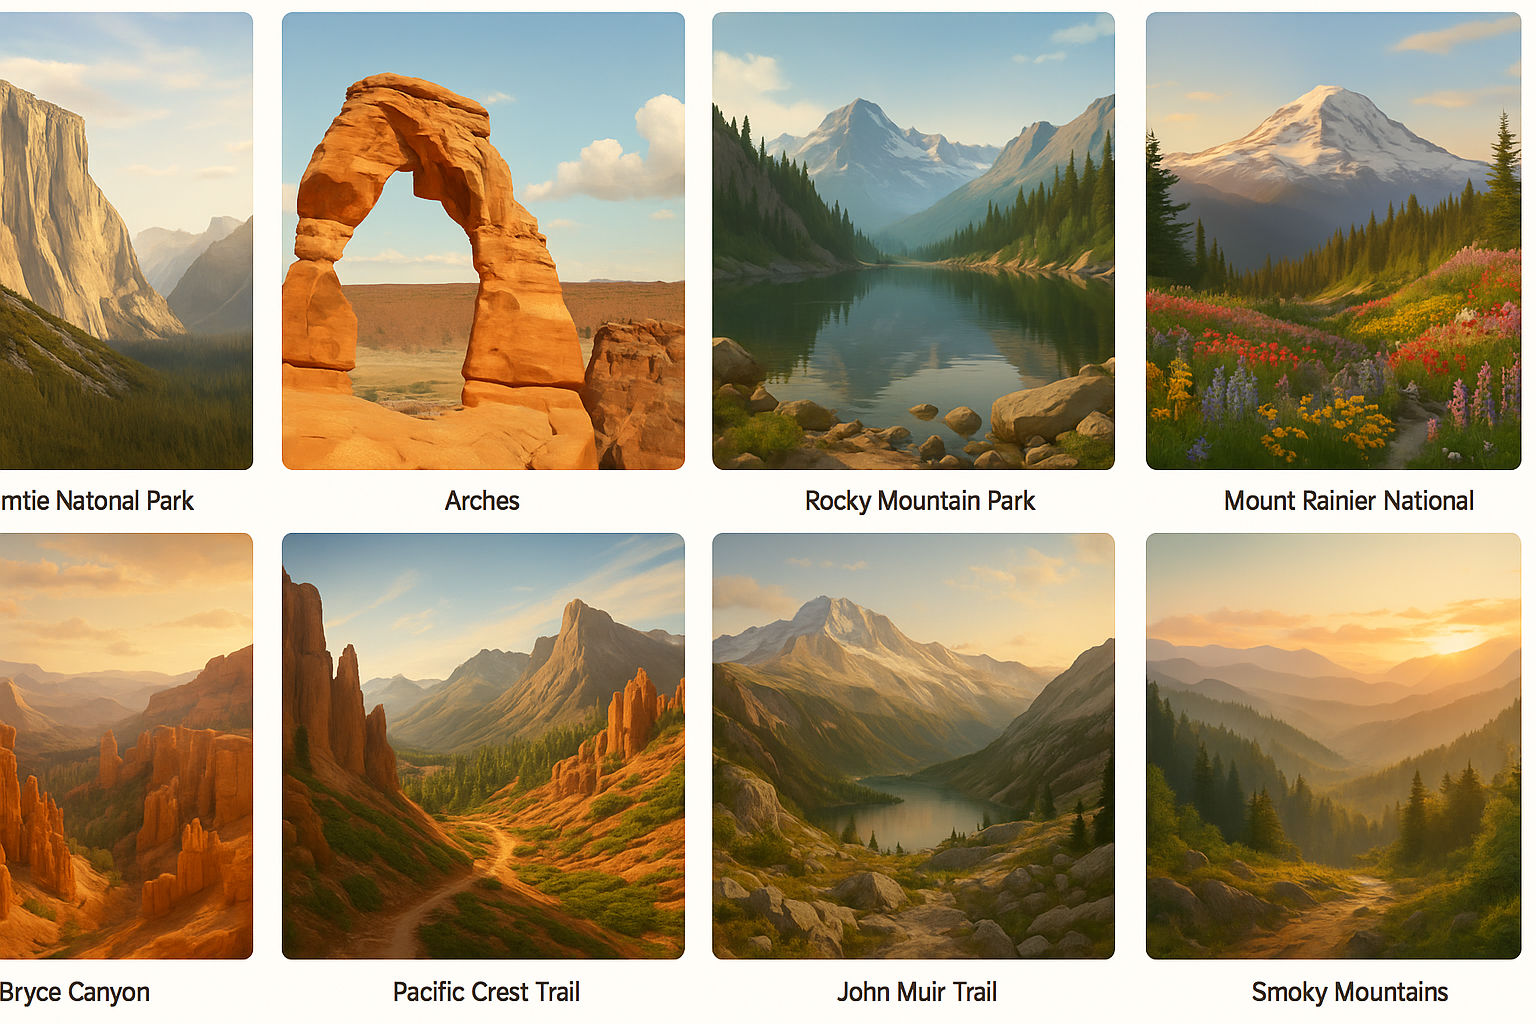 mtie Natonal Park
Arches
Rocky Mountain Park
Mount Rainier National
Bryce Canyon
Pacific Crest Trail
John Muir Trail
Smoky Mountains